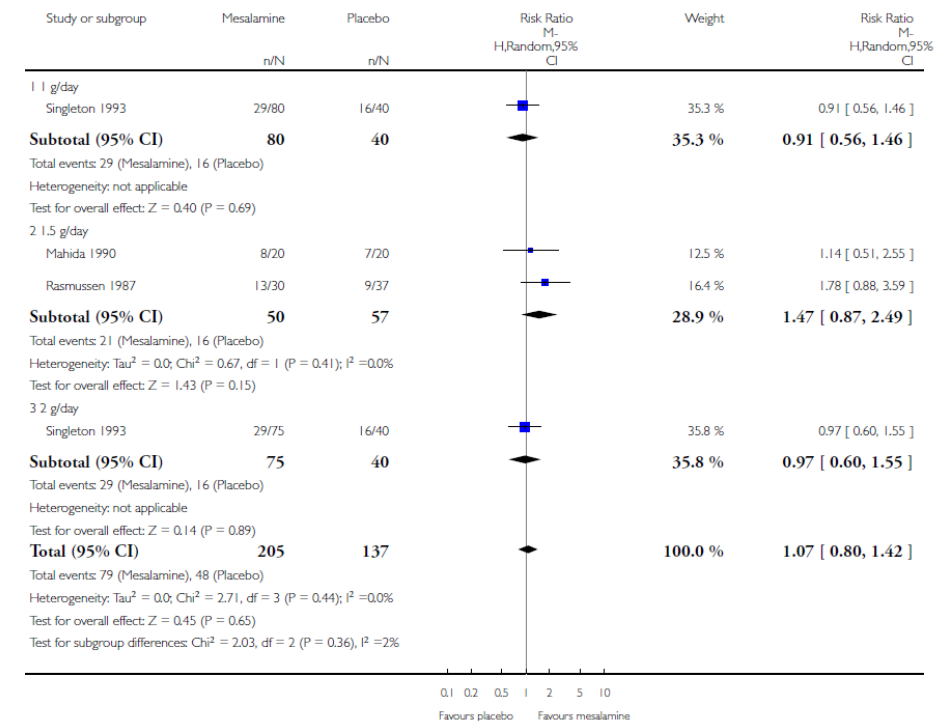 Study or subgroup Mesalamine Placebo Risk Ratio Weight Risk Ratio
M- M-
H,Random,95% H,Random,95%
n/N n/N CI CI
1 1 g/day
Singleton 1993 29/80 16/40 35.3 % 0.91 [ 0.56, 1.46 ]
Subtotal (95% CI) 80 40 35.3 % 0.91 [ 0.56, 1.46 ]
Total events: 29 (Mesalamine), 16 (Placebo)
Heterogeneity: not applicable
Test for overall effect: Z = 0.40 (P = 0.69)
2 1.5 g/day
Mahida 1990 8/20 7/20 12.5 % 1.14 [ 0.51, 2.55 ]
Rasmussen 1987 13/30 9/37 16.4 % 1.78 [ 0.88, 3.59 ]
Subtotal (95% CI) 50 57 28.9 % 1.47 [ 0.87, 2.49 ]
Total events: 21 (Mesalamine), 16 (Placebo)
Heterogeneity: Tau² = 0.0; Chi² = 0.67, df = 1 (P = 0.41); I² =0.0%
Test for overall effect: Z = 1.43 (P = 0.15)
3 2 g/day
Singleton 1993 29/75 16/40 35.8 % 0.97 [ 0.60, 1.55 ]
Subtotal (95% CI) 75 40 35.8 % 0.97 [ 0.60, 1.55 ]
Total events: 29 (Mesalamine), 16 (Placebo)
Heterogeneity: not applicable
Test for overall effect: Z = 0.14 (P = 0.89)
Total (95% CI) 205 137 100.0 % 1.07 [ 0.80, 1.42 ]
Total events: 79 (Mesalamine), 48 (Placebo)
Heterogeneity: Tau² = 0.0; Chi² = 2.71, df = 3 (P = 0.44); I² =0.0%
Test for overall effect: Z = 0.45 (P = 0.65)
Test for subgroup differences: Chi² = 2.03, df = 2 (P = 0.36), I² =2%
0.1 0.2 0.5 1 2 5 10
Favours placebo Favours mesalamine